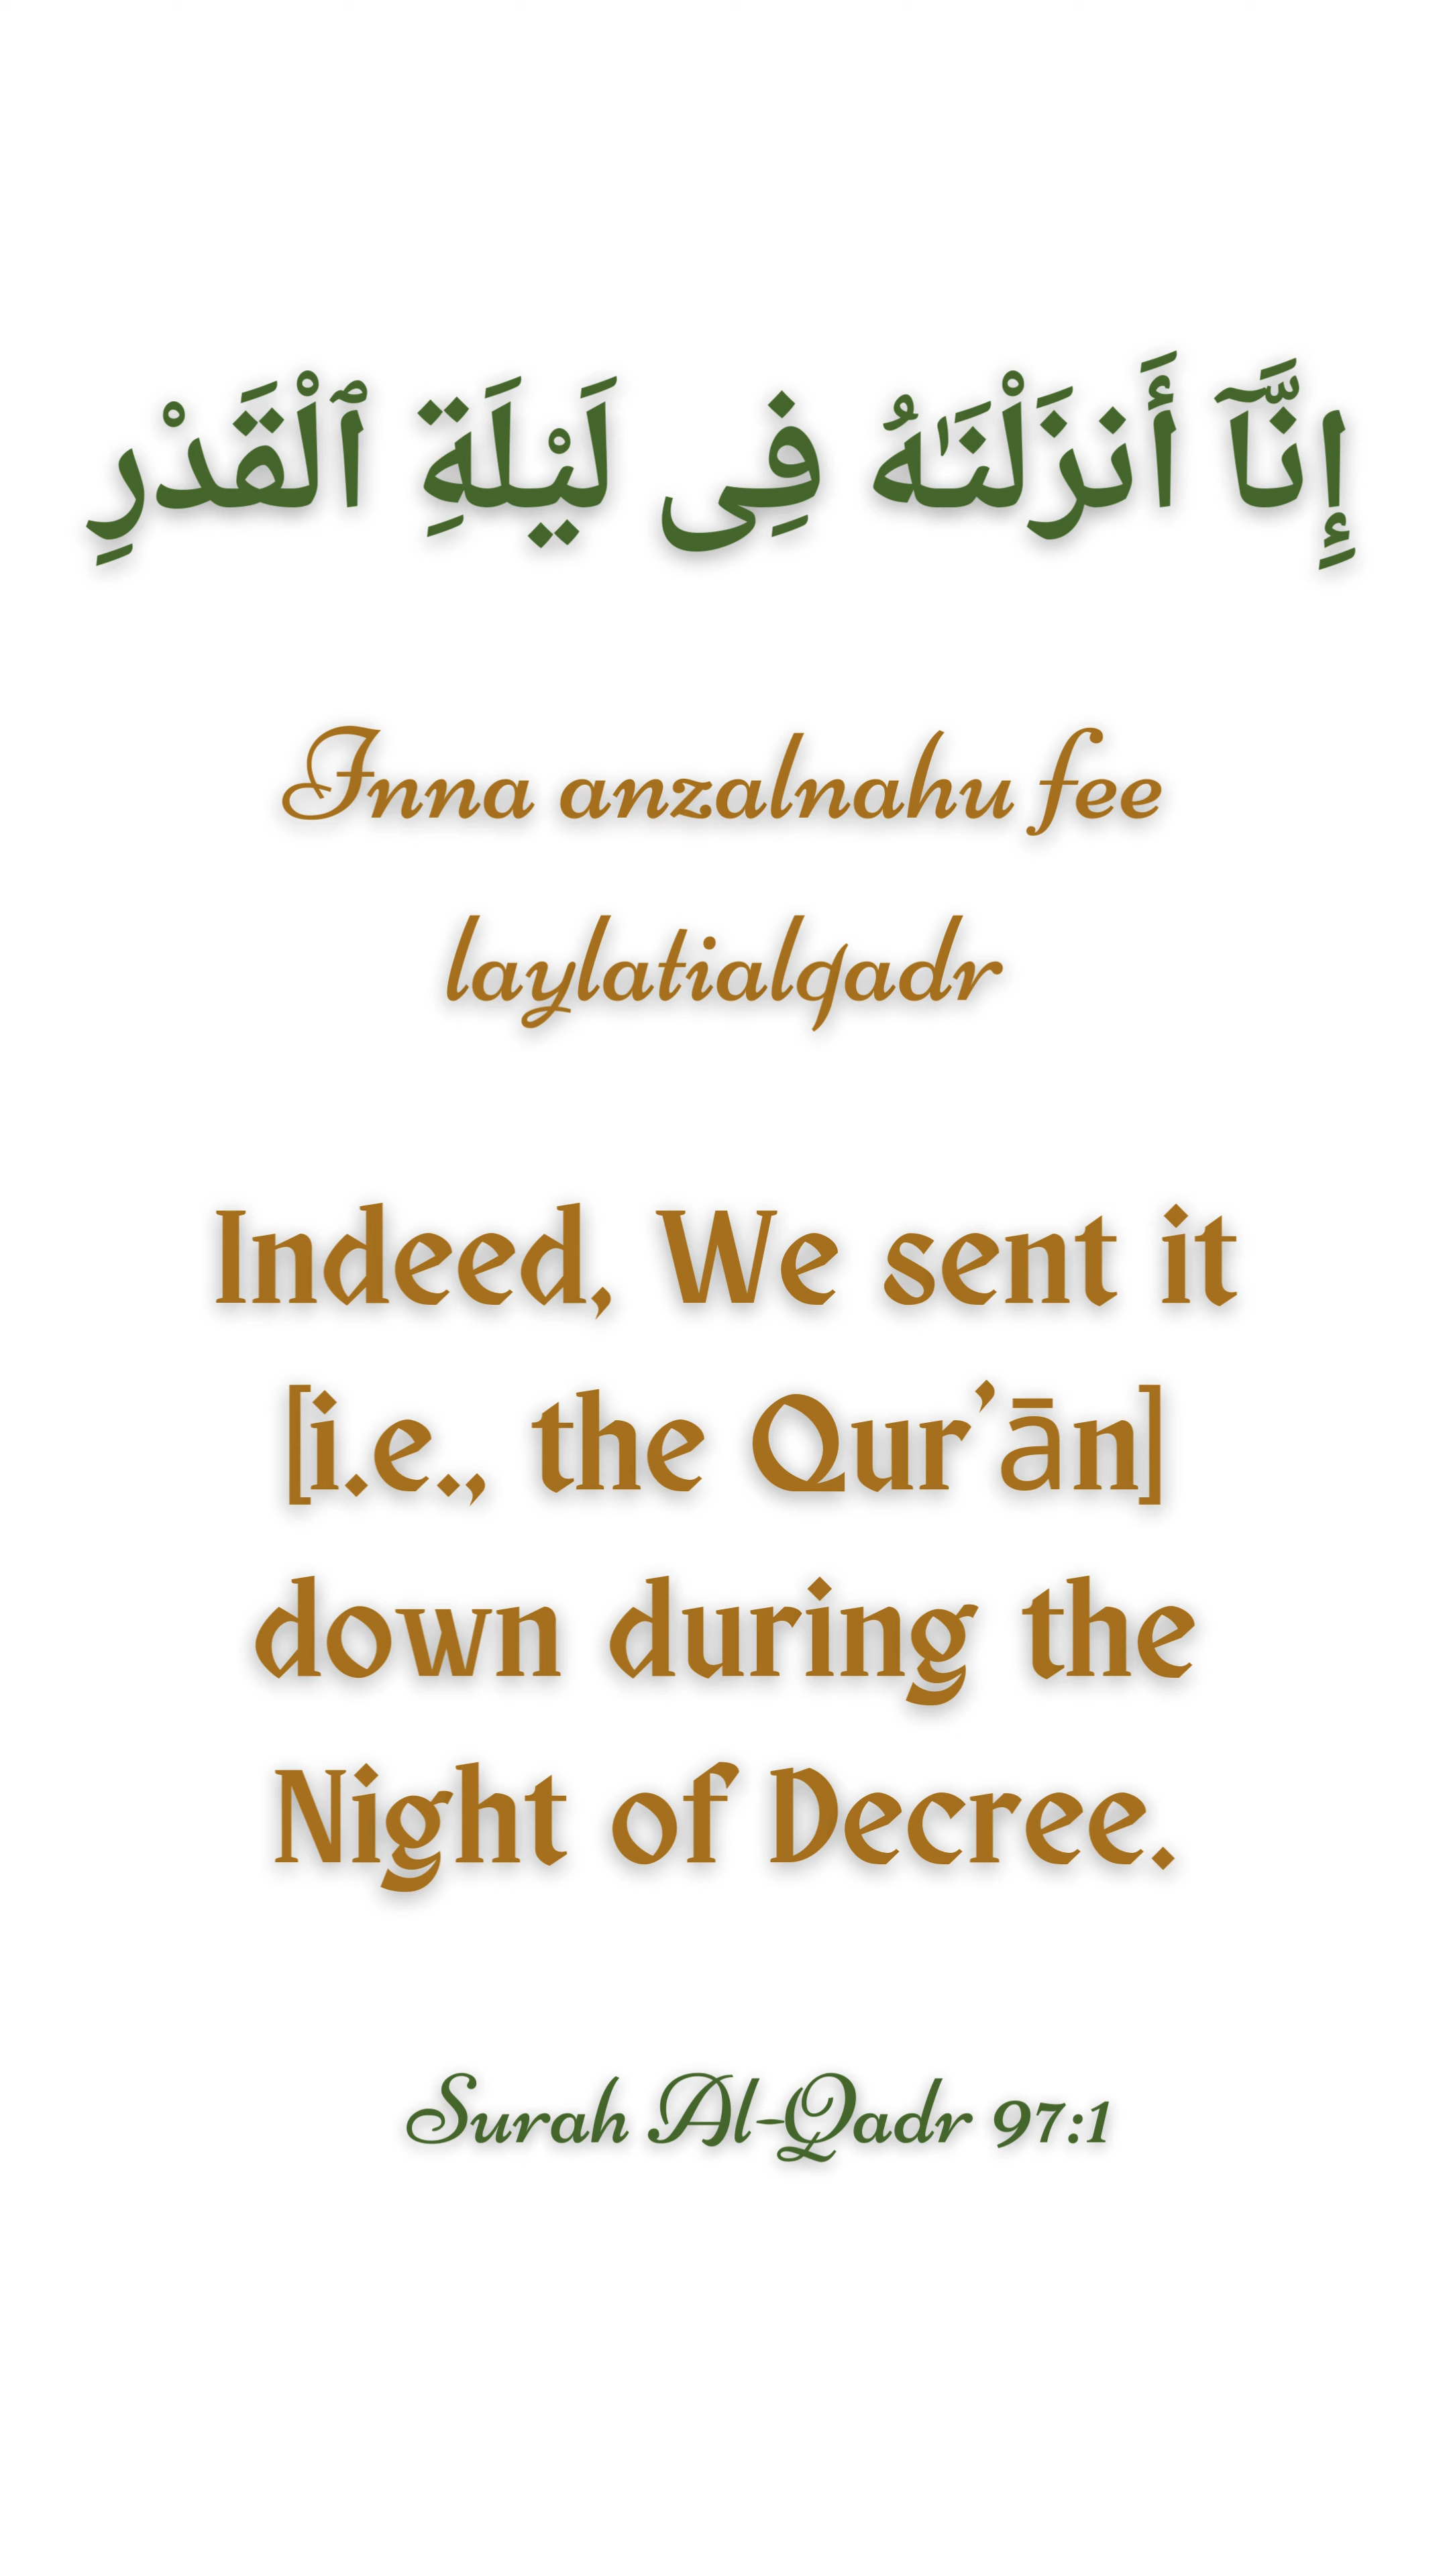 إِنَّآ أَنزَلْنَـٰهُ فِى لَيْلَةِ ٱلْقَدْرِ
Inna anzalnahu fee
laylatialqadr
Indeed, We sent it
[i.e., the Qur’ān]
down during the
Night of Decree.
Surah Al-Qadr 97:1